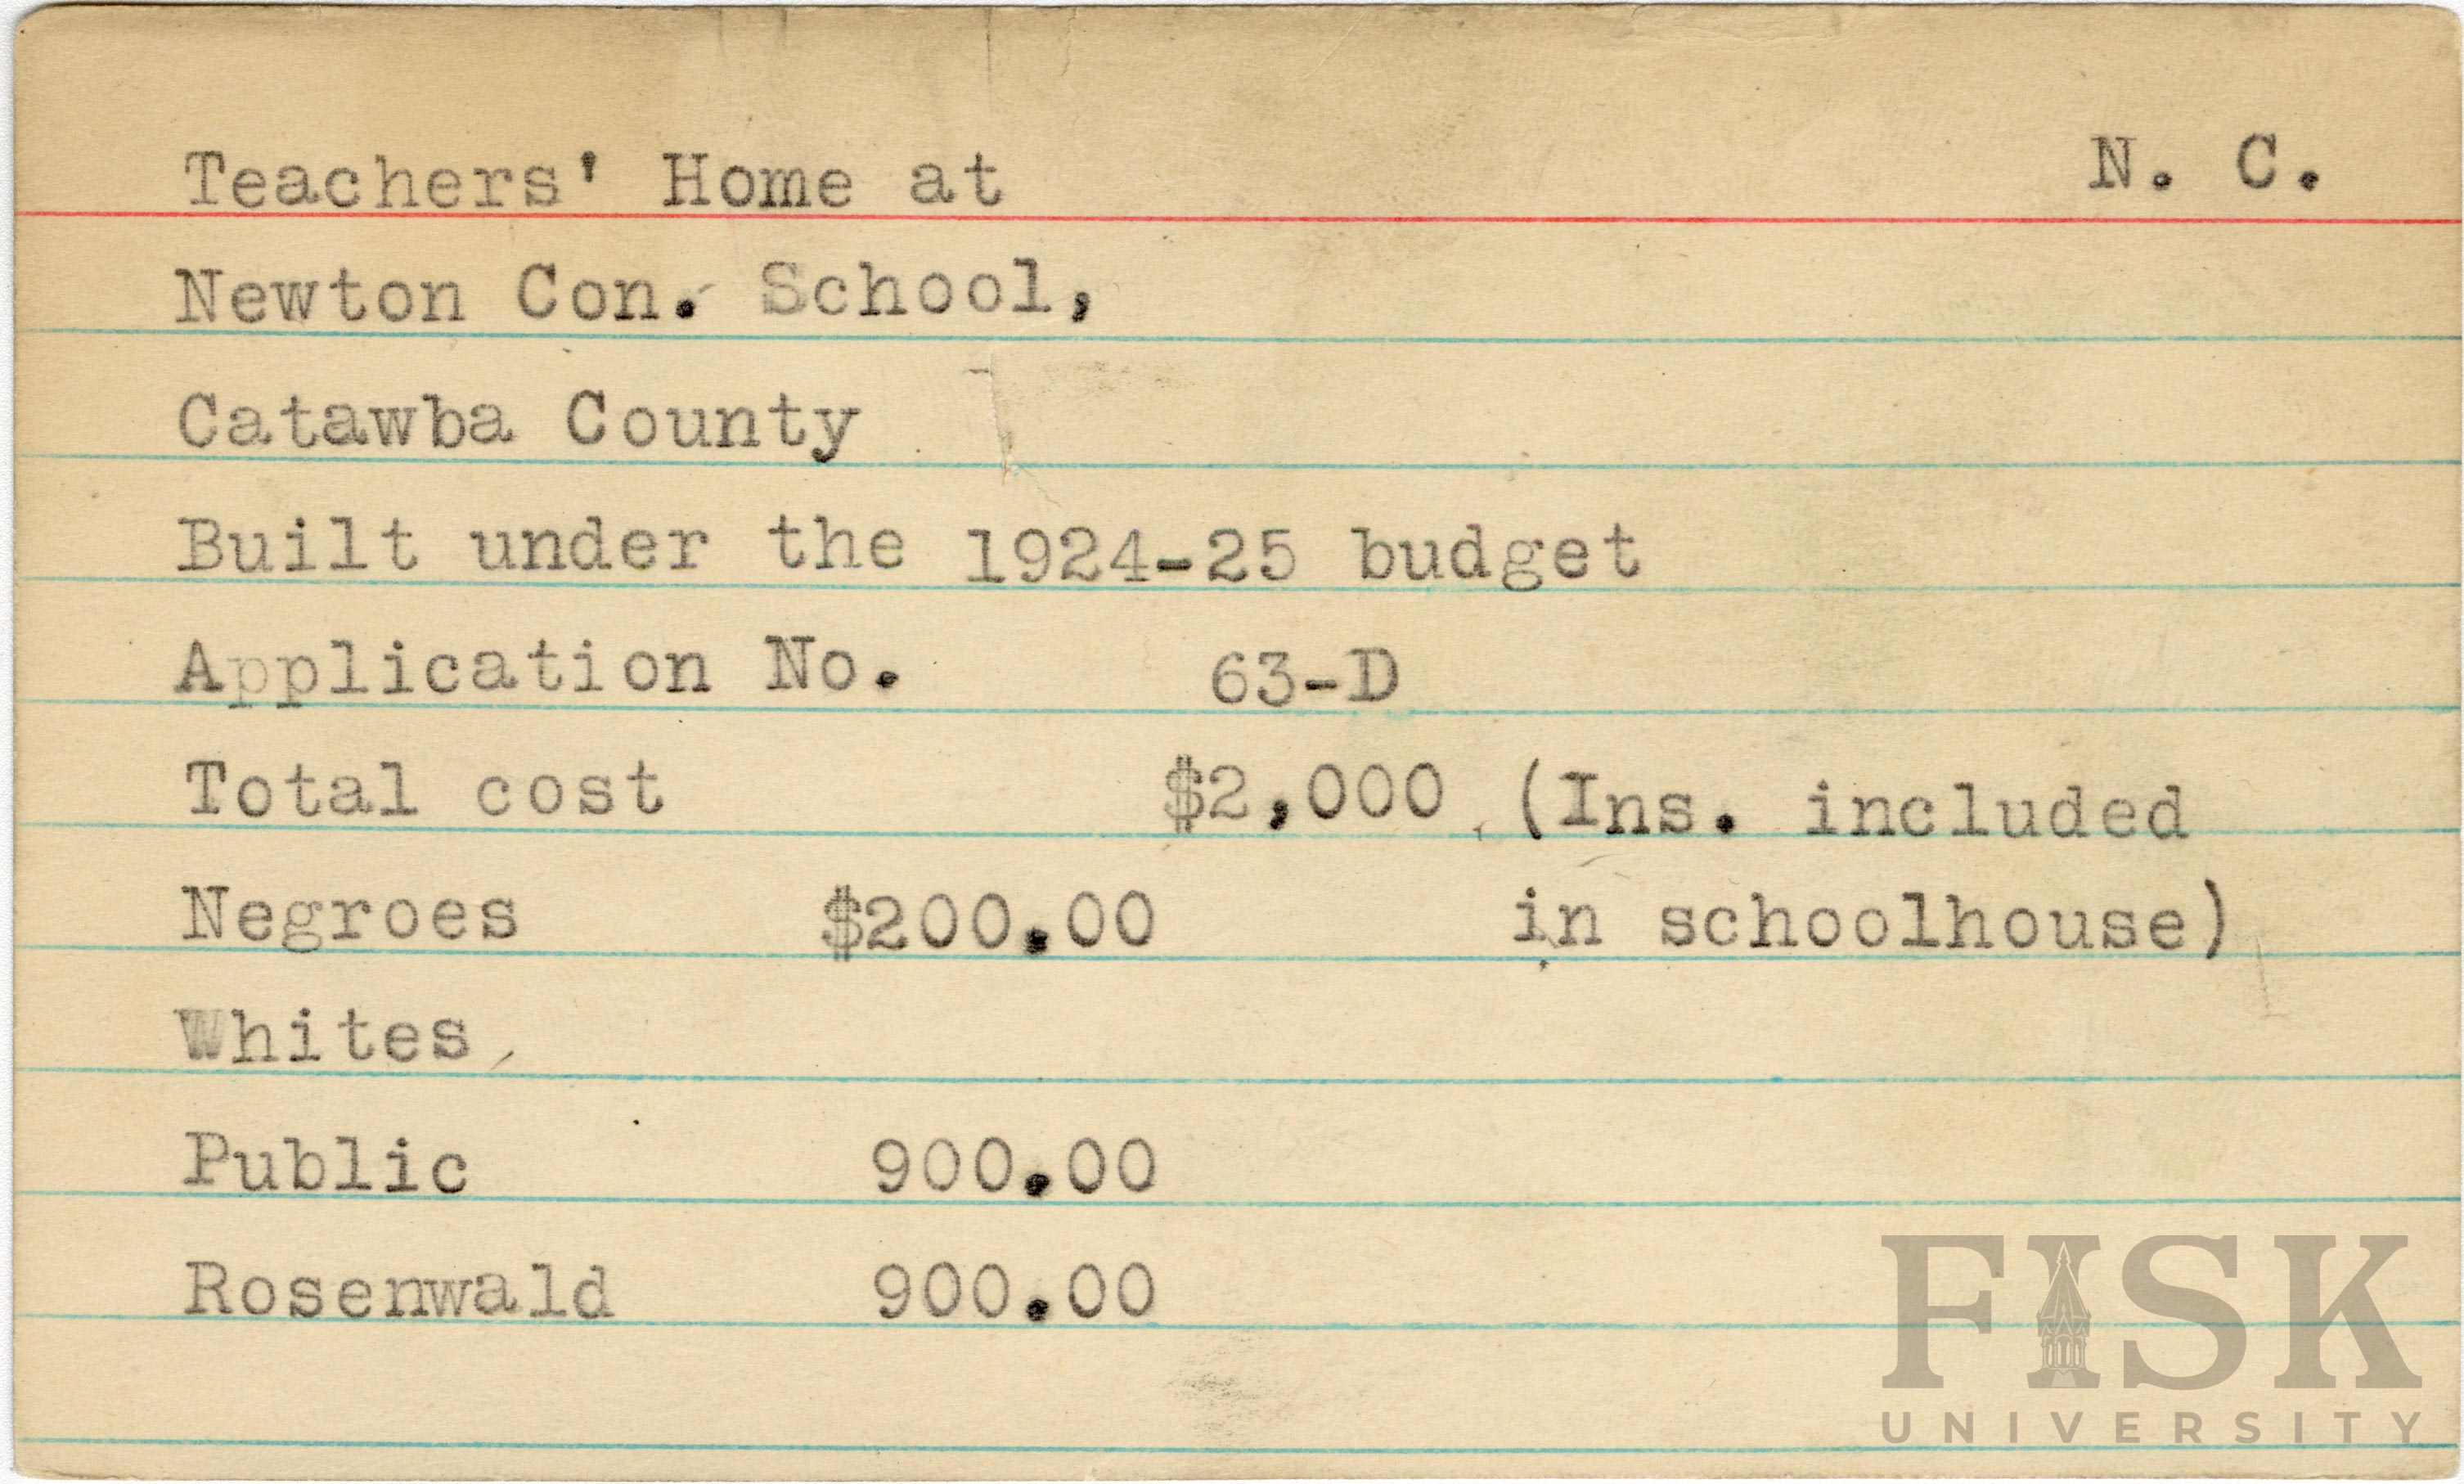 Teachers' Home at N. C.
Newton Con. School,
Catawba County
Built under the 1924-25 budget
Application No. 63-D
Total cost $2,000 (Ins. included
Negroes $200.00 in schoolhouse)
Whites
Public 900.00
Rosenwald 900.00
FISK
UNIVERSITY